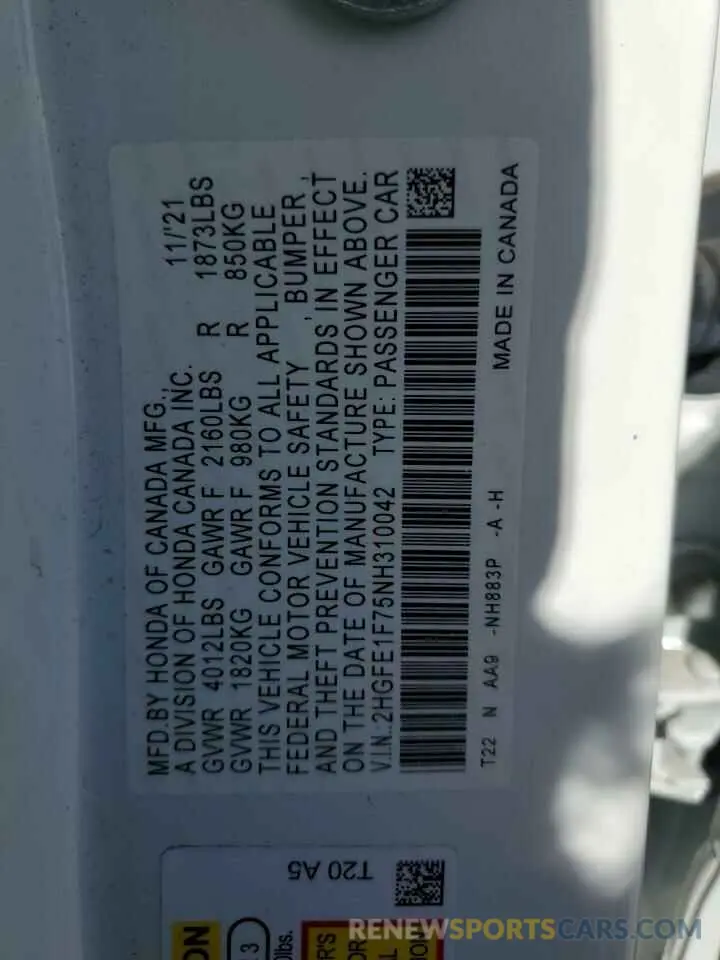 MFD.BY HONDA OF CANADA MFG.,
A DIVISION OF HONDA CANADA INC. 11/'21
GVWR 4012LBS GAWR F 2160LBS R 1873LBS
GVWR 1820KG GAWR F 980KG R 850KG
THIS VEHICLE CONFORMS TO ALL APPLICABLE
FEDERAL MOTOR VEHICLE SAFETY , BUMPER ,
AND THEFT PREVENTION STANDARDS IN EFFECT
ON THE DATE OF MANUFACTURE SHOWN ABOVE.
V.I.N.:2HGFE1F75NH310042 TYPE: PASSENGER CAR
T22 N AA9 -NH883P -A -H
MADE IN CANADA
T20 A5
3
lbs.
RENEWSPORTSCARS.COM